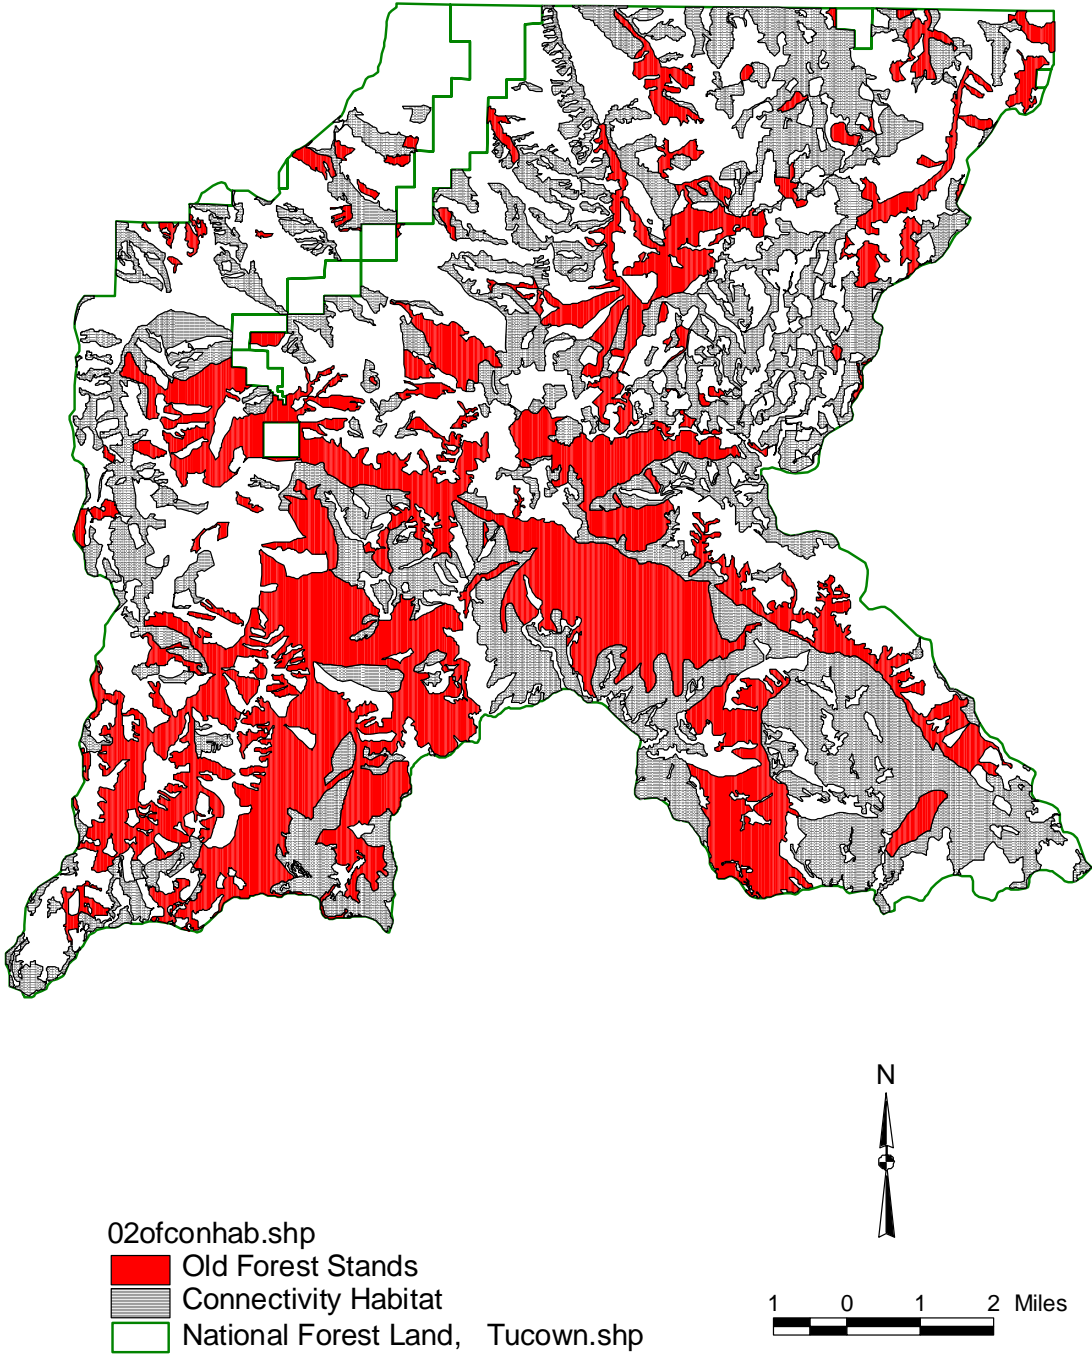 N
02ofconhab.shp
Old Forest Stands
Connectivity Habitat
National Forest Land, Tucown.shp
1 0 1 2 Miles